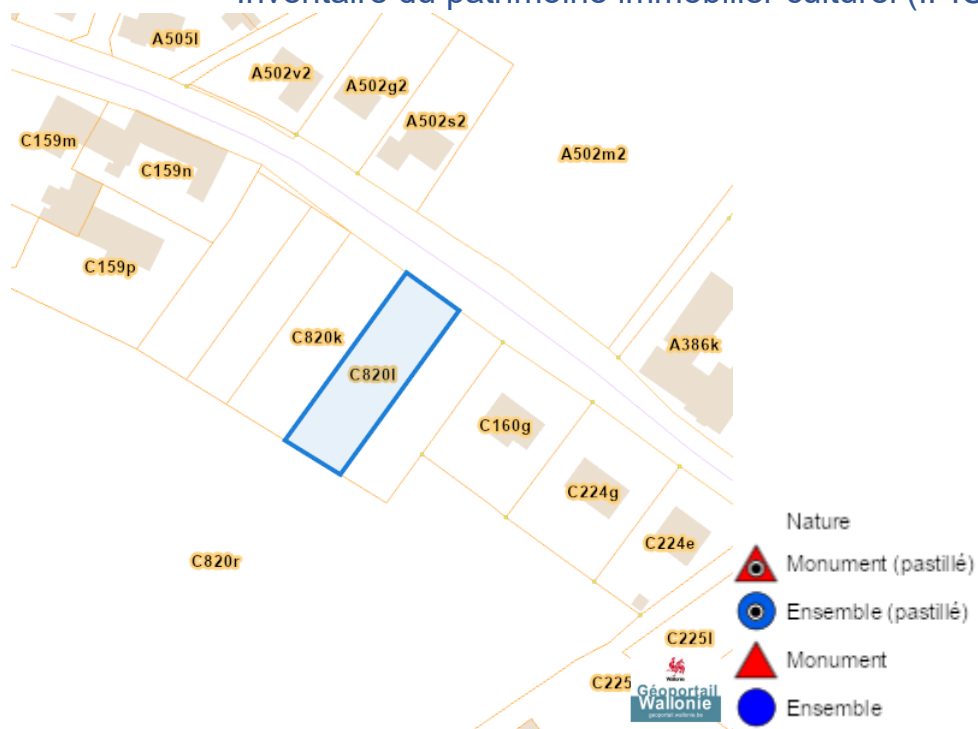 Inventaire du patrimoine immobilier culturel
A505l
A502v2
A502g2
A502s2
A502m2
C159m
C159n
C159p
C820k
C820l
A386k
C160g
C224g
C224e
C820r
C225l
C225
Nature
Monument (pastillé)
Ensemble (pastillé)
Monument
Ensemble
Wallonie
Géoportail
Wallonie
geoportail.wallonie.be